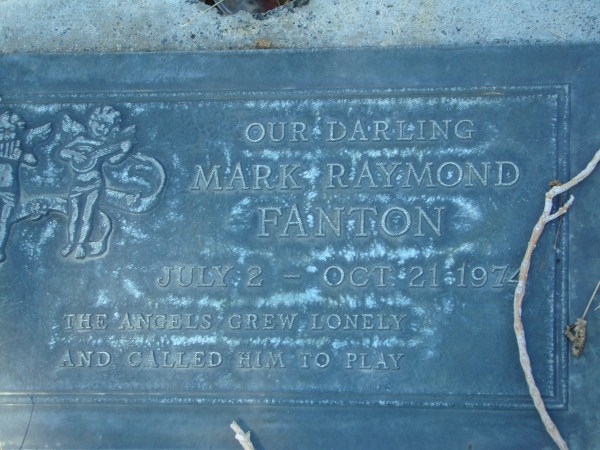 OUR DARLING
MARK RAYMOND
FANTON
JULY 2 – OCT. 21 1974
THE ANGELS GREW LONELY
AND CALLED HIM TO PLAY